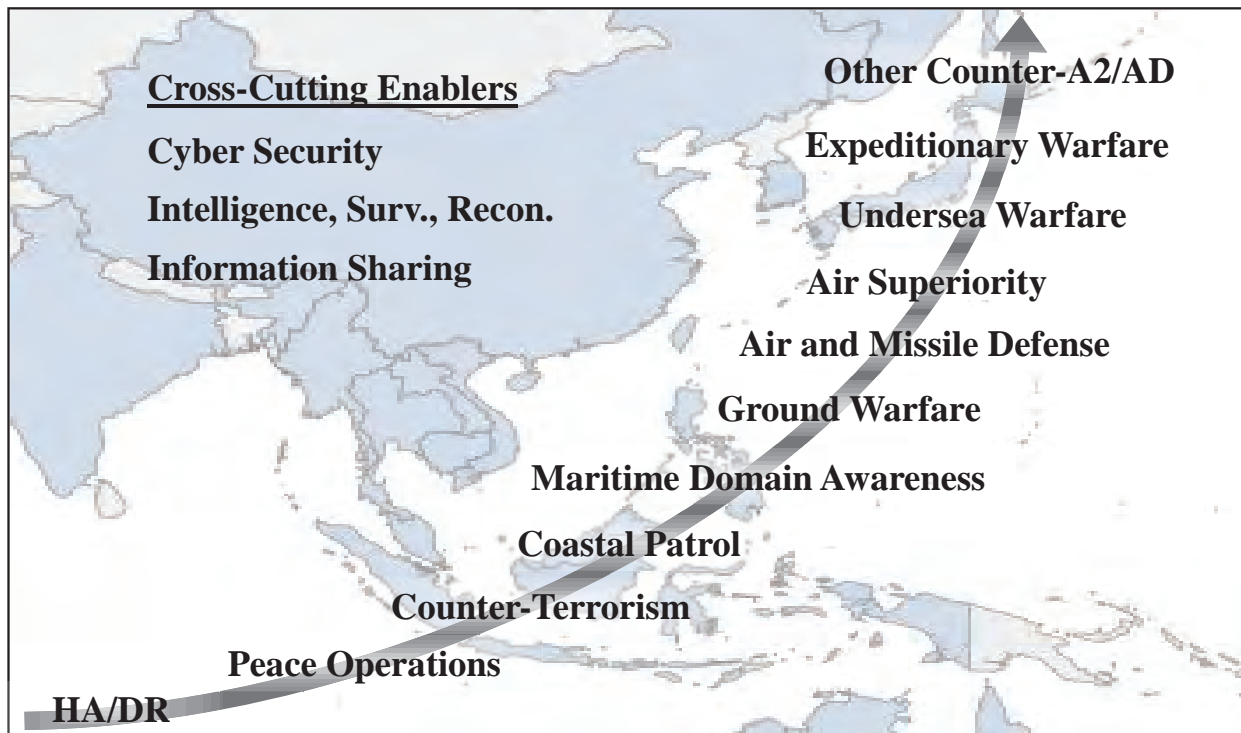 Cross-Cutting Enablers
Cyber Security
Intelligence, Surv., Recon.
Information Sharing
Other Counter-A2/AD
Expeditionary Warfare
Undersea Warfare
Air Superiority
Air and Missile Defense
Ground Warfare
Maritime Domain Awareness
Coastal Patrol
Counter-Terrorism
Peace Operations
HA/DR